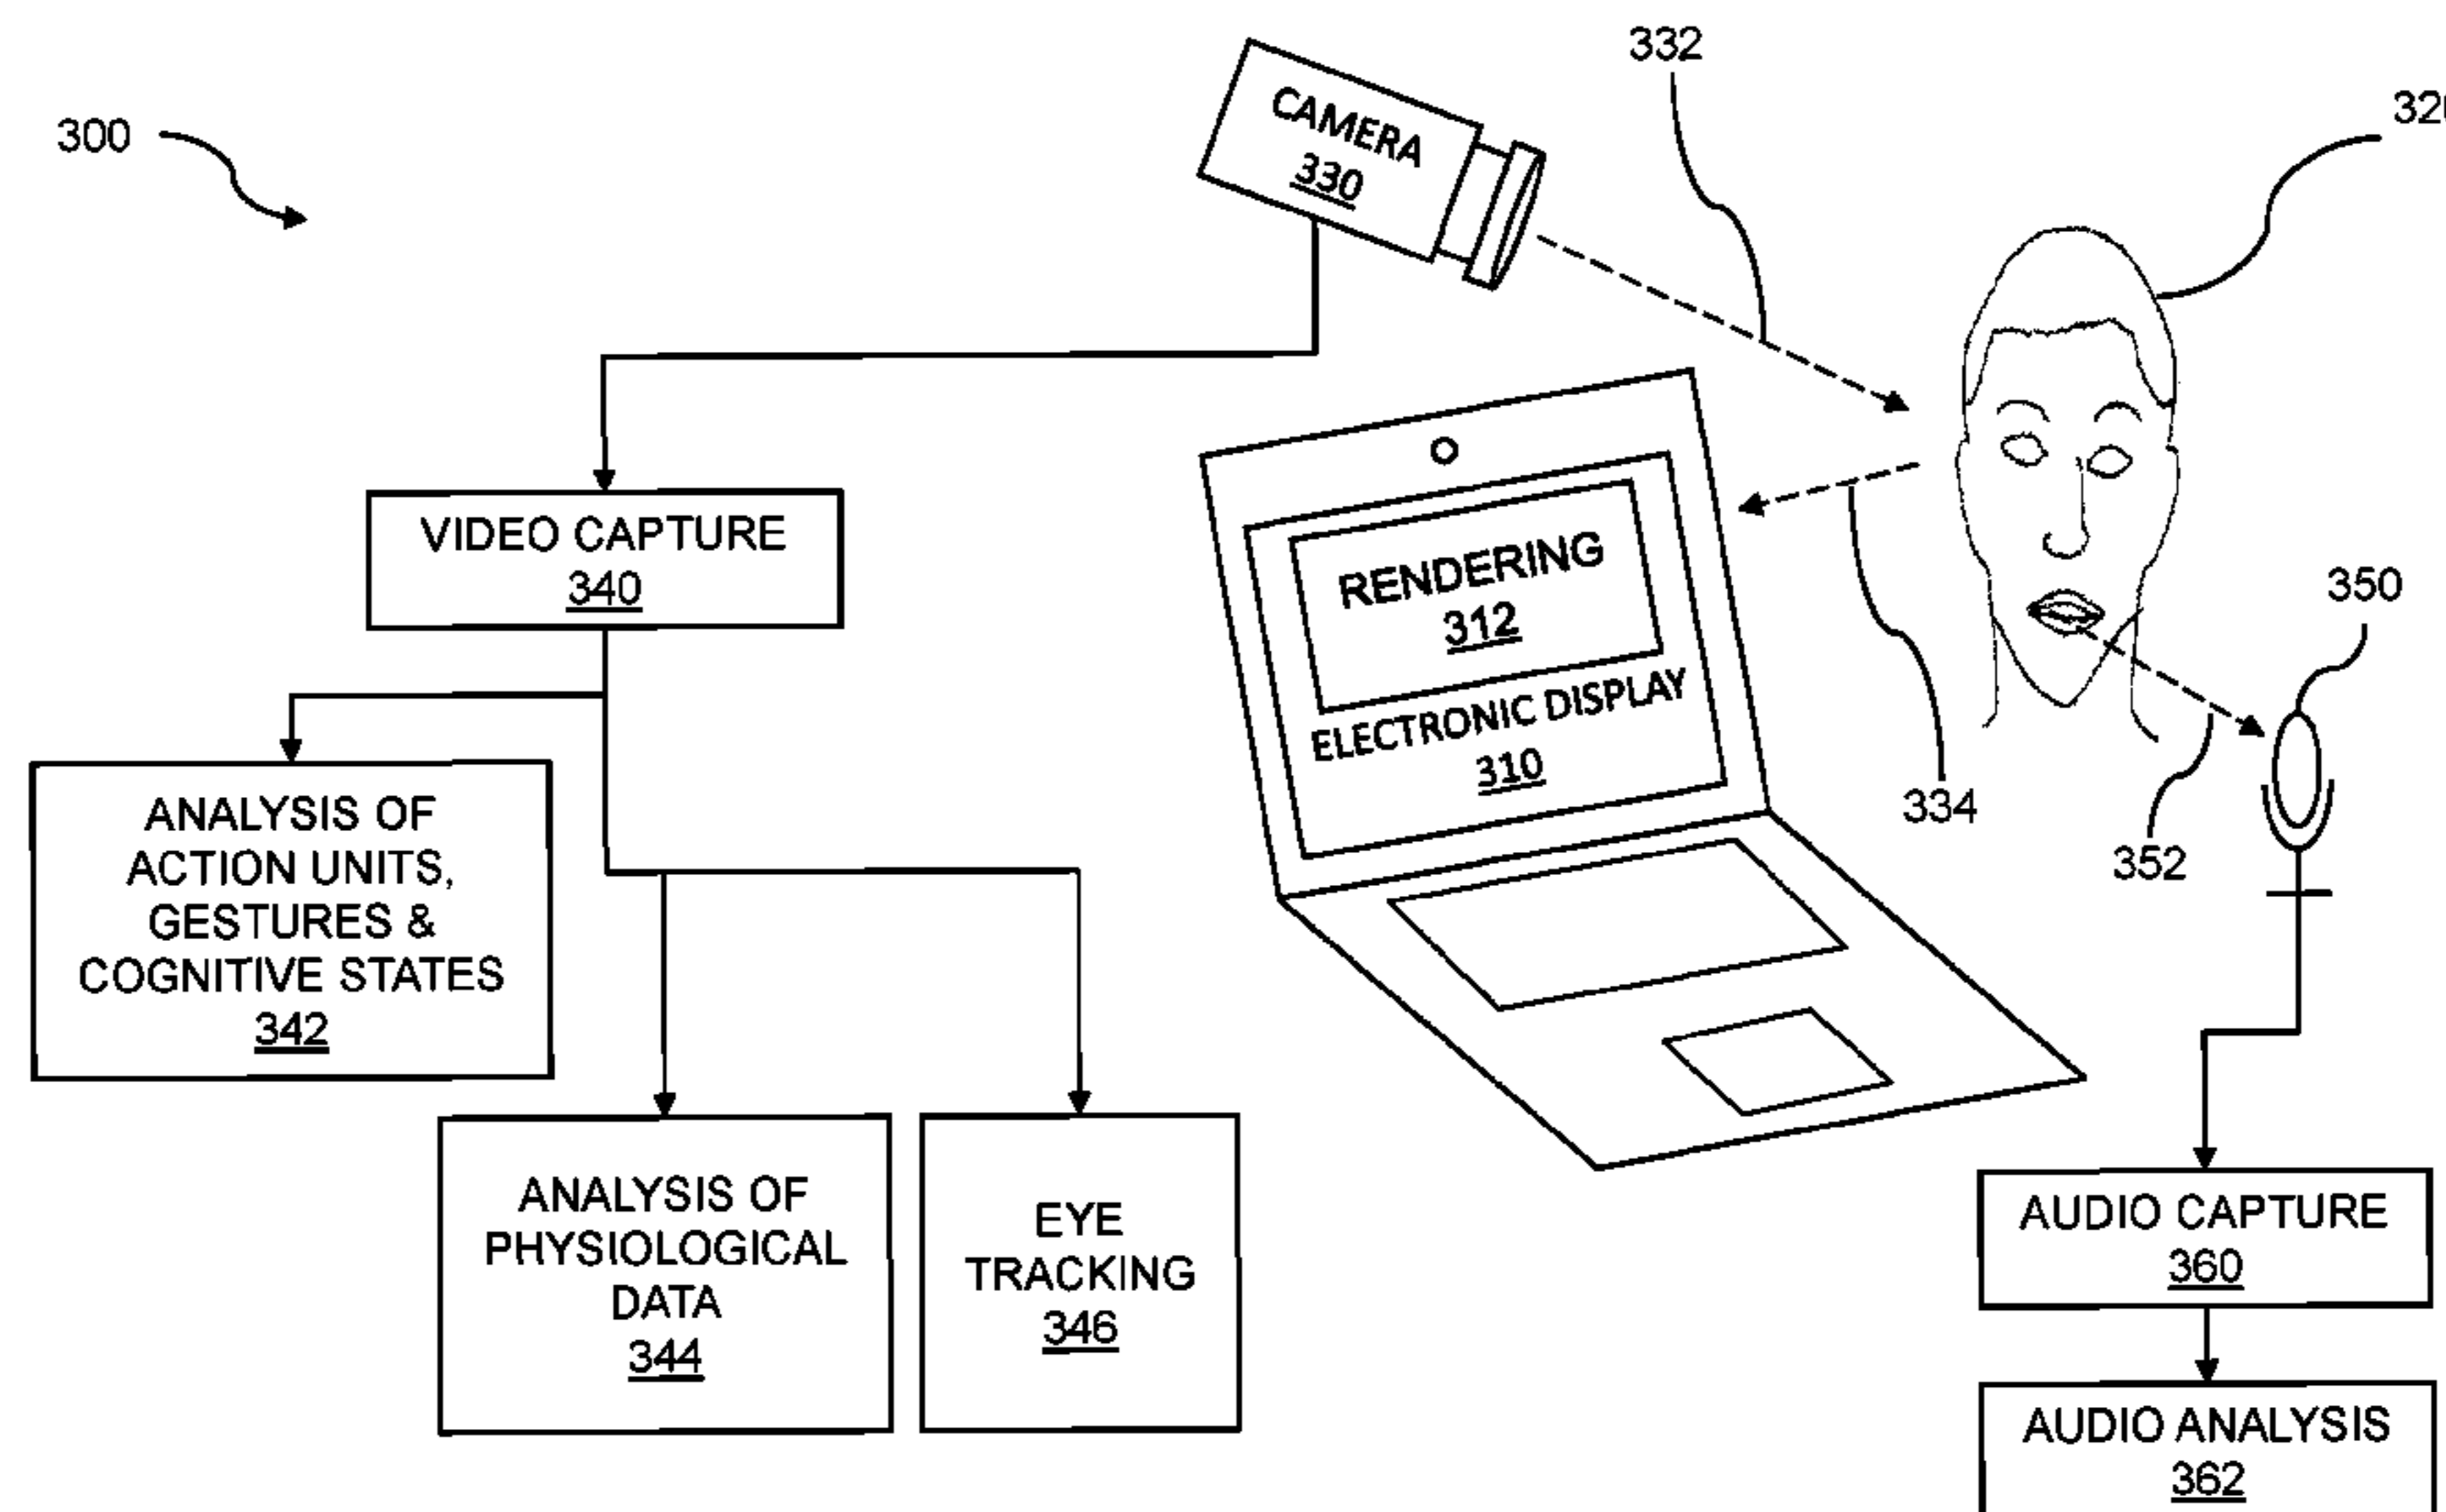 300
CAMERA
330
332
32
VIDEO CAPTURE
340
RENDERING
312
ELECTRONIC DISPLAY
310
334
350
352
ANALYSIS OF
ACTION UNITS,
GESTURES &
COGNITIVE STATES
342
ANALYSIS OF
PHYSIOLOGICAL
DATA
344
EYE
TRACKING
346
AUDIO CAPTURE
360
AUDIO ANALYSIS
362